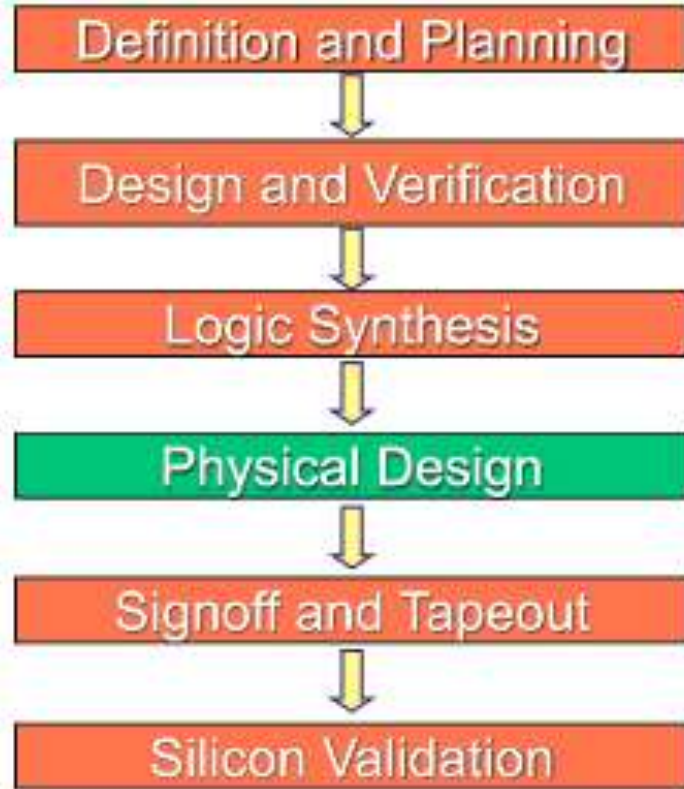 Definition and Planning
Design and Verification
Logic Synthesis
Physical Design
Signoff and Tapeout
Silicon Validation